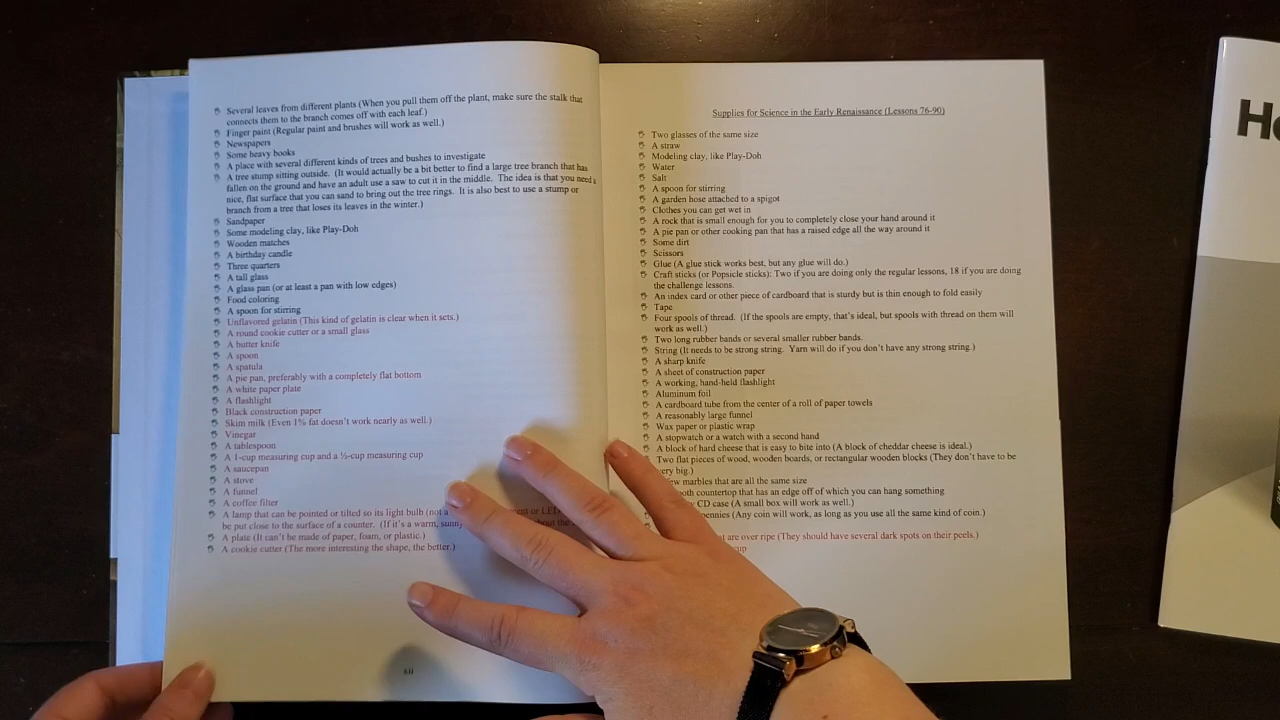 Several leaves from different plants (When you pull them off the plant, make sure the stalk that
connects them to the branch comes off with each leaf.)
Finger paint (Regular paint and brushes will work as well.)
Newspapers
Some heavy books
A place with several different kinds of trees and bushes to investigate
A tree stump sitting outside. (It would actually be a bit better to find a large tree branch that has
fallen on the ground and have an adult use a saw to cut it in the middle. The idea is that you need a
nice, flat surface that you can sand to bring out the tree rings. It is also best to use a stump or
branch from a tree that loses its leaves in the winter.)
Sandpaper
Some modeling clay, like Play-Doh
Wooden matches
A birthday candle
Three quarters
A tall glass
A glass pan (or at least a pan with low edges)
Food coloring
A spoon for stirring
Unflavored gelatin (This kind of gelatin is clear when it sets.)
A round cookie cutter or a small glass
A butter knife
A spoon
A spatula
A pie pan, preferably with a completely flat bottom
A white paper plate
A flashlight
Black construction paper
Skim milk (Even 1% fat doesn't work nearly as well.)
Vinegar
A tablespoon
A 1-cup measuring cup and a ½-cup measuring cup
A saucepan
A stove
A funnel
A coffee filter
A lamp that can be pointed or tilted so its light bulb (not a or LED
be put close to the surface of a counter. (If it's a warm, sunny about the
A plate (It can't be made of paper, foam, or plastic.)
A cookie cutter (The more interesting the shape, the better.)
Supplies for Science in the Early Renaissance (Lessons 76-90)
Two glasses of the same size
A straw
Modeling clay, like Play-Doh
Water
Salt
A spoon for stirring
A garden hose attached to a spigot
Clothes you can get wet in
A rock that is small enough for you to completely close your hand around it
A pie pan or other cooking pan that has a raised edge all the way around it
Some dirt
Scissors
Glue (A glue stick works best, but any glue will do.)
Craft sticks (or Popsicle sticks): Two if you are doing only the regular lessons, 18 if you are doing
the challenge lessons.
An index card or other piece of cardboard that is sturdy but is thin enough to fold easily
Tape
Four spools of thread. (If the spools are empty, that's ideal, but spools with thread on them will
work as well.)
Two long rubber bands or several smaller rubber bands.
String (It needs to be strong string. Yarn will do if you don't have any strong string.)
A sharp knife
A sheet of construction paper
A working, hand-held flashlight
Aluminum foil
A cardboard tube from the center of a roll of paper towels
A reasonably large funnel
Wax paper or plastic wrap
A stopwatch or a watch with a second hand
A block of hard cheese that is easy to bite into (A block of cheddar cheese is ideal.)
Two flat pieces of wood, wooden boards, or rectangular wooden blocks (They don't have to be
very big.)
few marbles that are all the same size
countertop that has an edge off of which you can hang something
CD case (A small box will work as well.)
pennies (Any coin will work, as long as you use all the same kind of coin.)
are over ripe (They should have several dark spots on their peels.)
cup